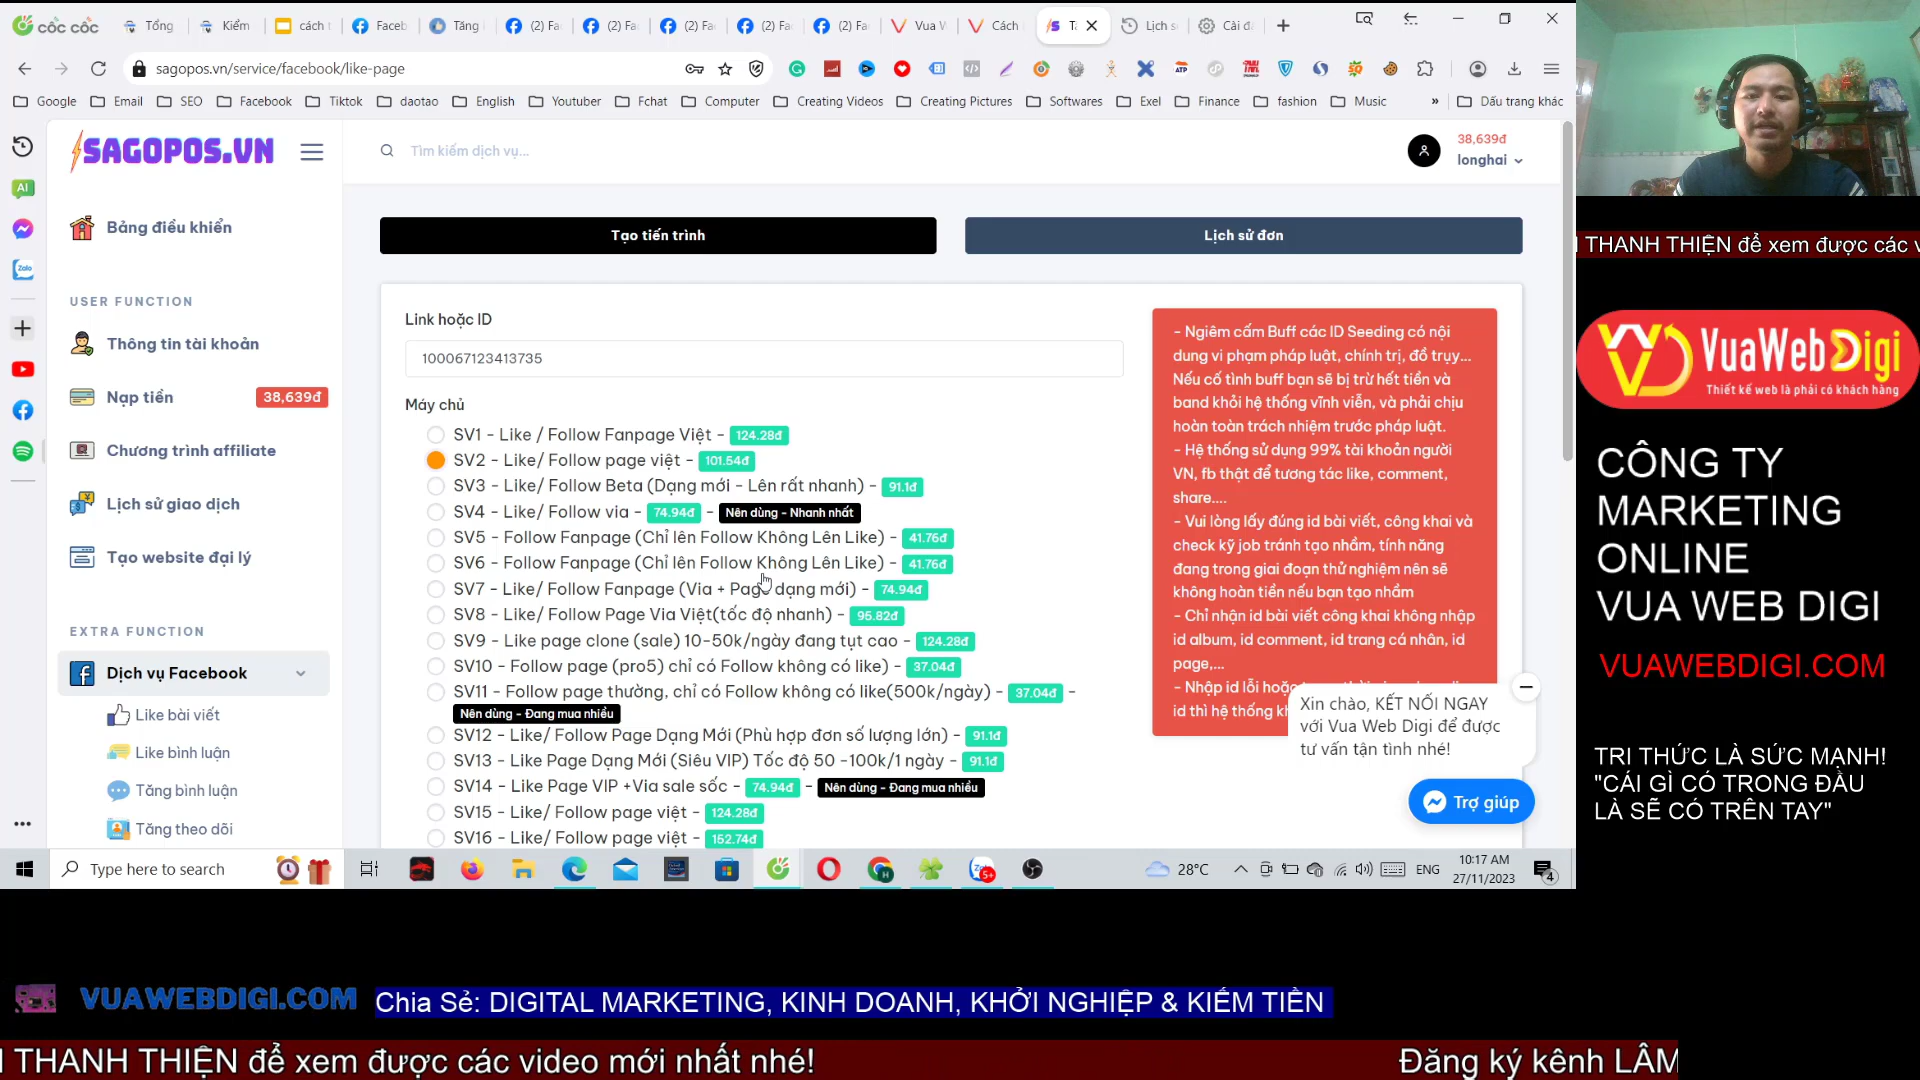 cốc cốc
Tổng
Kiểm
cách t
Faceb
Tăng
(2) Fa
(2) Fa
(2) Fa
(2) Fa
(2) Fa
Vua W
Cách
Tă
Lịch s
Cài đ
sagopos.vn/service/facebook/like-page
Google
Email
SEO
Facebook
Tiktok
daotao
English
Youtuber
Fchat
Computer
Creating Videos
Creating Pictures
Softwares
Exel
Finance
fashion
Music
»
Dấu trang khác
SAGOPOS.VN
Tìm kiếm dịch vụ...
38,639đ
longhai
Bảng điều khiển
USER FUNCTION
Thông tin tài khoản
Nạp tiền
38,639đ
Chương trình affiliate
Lịch sử giao dịch
Tạo website đại lý
EXTRA FUNCTION
Dịch vụ Facebook
Like bài viết
Like bình luận
Tăng bình luận
Tăng theo dõi
Tạo tiến trình
Lịch sử đơn
Link hoặc ID
100067123413735
Máy chủ
SV1 - Like / Follow Fanpage Việt - 124.28đ
SV2 - Like/ Follow page việt - 101.54đ
SV3 - Like/ Follow Beta (Dạng mới - Lên rất nhanh) - 91.1đ
SV4 - Like/ Follow via - 74.94đ - Nên dùng - Nhanh nhất
SV5 - Follow Fanpage (Chỉ lên Follow Không Lên Like) - 41.76đ
SV6 - Follow Fanpage (Chỉ lên Follow Không Lên Like) - 41.76đ
SV7 - Like/ Follow Fanpage (Via + Page dạng mới) - 74.94đ
SV8 - Like/ Follow Page Via Việt(tốc độ nhanh) - 95.82đ
SV9 - Like page clone (sale) 10-50k/ngày đang tụt cao - 124.28đ
SV10 - Follow page (pro5) chỉ có Follow không có like) - 37.04đ
SV11 - Follow page thường, chỉ có Follow không có like(500k/ngày) - 37.04đ -
Nên dùng - Đang mua nhiều
SV12 - Like/ Follow Page Dạng Mới (Phù hợp đơn số lượng lớn) - 91.1đ
SV13 - Like Page Dạng Mới (Siêu VIP) Tốc độ 50 -100k/1 ngày - 91.1đ
SV14 - Like Page VIP +Via sale sốc - 74.94đ - Nên dùng - Đang mua nhiều
SV15 - Like/ Follow page việt - 124.28đ
SV16 - Like/ Follow page việt - 152.74đ
- Ngiêm cấm Buff các ID Seeding có nội
dung vi phạm pháp luật, chính trị, đồ trụy...
Nếu cố tình buff bạn sẽ bị trừ hết tiền và
band khỏi hệ thống vĩnh viễn, và phải chịu
hoàn toàn trách nhiệm trước pháp luật.
- Hệ thống sử dụng 99% tài khoản người
VN, fb thật để tương tác like, comment,
share....
- Vui lòng lấy đúng id bài viết, công khai và
check kỹ job tránh tạo nhầm, tính năng
đang trong giai đoạn thử nghiệm nên sẽ
không hoàn tiền nếu bạn tạo nhầm
- Chỉ nhận id bài viết công khai không nhập
id album, id comment, id trang cá nhân, id
page,...
- Nhập id lỗi hoặc
id thì hệ thống kh
Xin chào, KẾT NỐI NGAY
với Vua Web Digi để được
tư vấn tận tình nhé!
Trợ giúp
Type here to search
28°C
ENG
10:17 AM
27/11/2023
4
THANH THIỆN để xem được các v
VuaWebDigi
Thiết kế web là phải có khách hàng
CÔNG TY
MARKETING
ONLINE
VUA WEB DIGI
VUAWEBDIGI.COM
TRI THỨC LÀ SỨC MẠNH!
"CÁI GÌ CÓ TRONG ĐẦU
LÀ SẼ CÓ TRÊN TAY"
VUAWEBDIGI.COM
Chia Sẻ: DIGITAL MARKETING, KINH DOANH, KHỞI NGHIỆP & KIẾM TIỀN
THANH THIỆN để xem được các video mới nhất nhé!
Đăng ký kênh LÂM